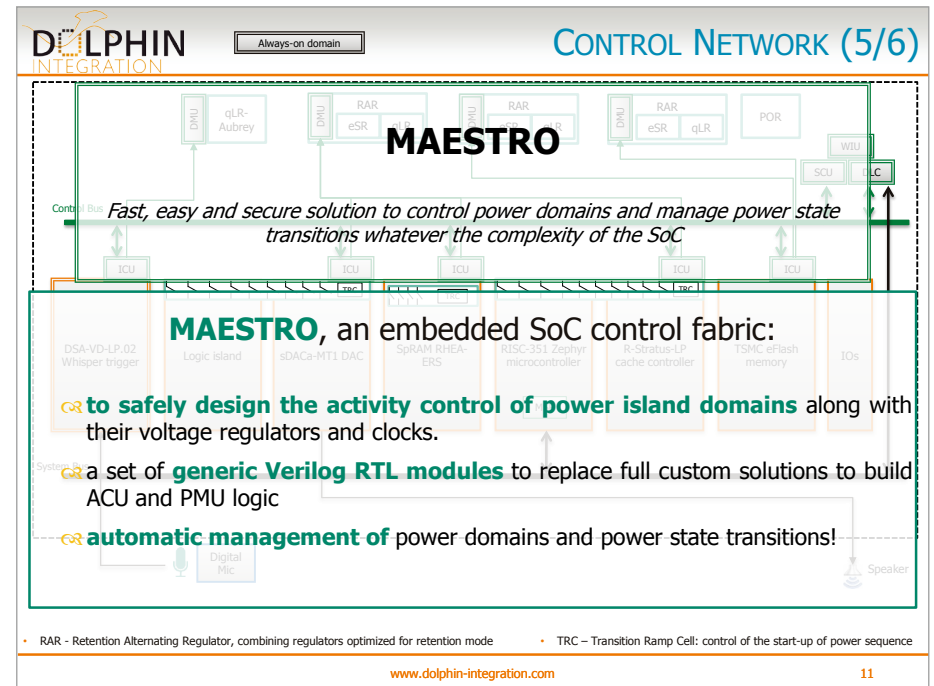 DOLPHIN
INTEGRATION
Always-on domain
CONTROL NETWORK (5/6)
DMU
qLR-
Aubrey
DMU
RAR
eSR
qLR
DMU
RAR
eSR
qLR
DMU
RAR
eSR
qLR
POR
WIU
SCU
DLC
MAESTRO
Control Bus
Fast, easy and secure solution to control power domains and manage power state
transitions whatever the complexity of the SoC
ICU
ICU
ICU
ICU
ICU
TRC
TRC
TRC
MAESTRO, an embedded SoC control fabric:
DSA-VD-LP.02
Whisper trigger
Logic island
sDACa-MT1 DAC
SpRAM RHEA-
ERS
RISC-351 Zephyr
microcontroller
R-Stratus-LP
cache controller
TSMC eFlash
memory
IOs
to safely design the activity control of power island domains along with
their voltage regulators and clocks.
a set of generic Verilog RTL modules to replace full custom solutions to build
ACU and PMU logic
automatic management of power domains and power state transitions!
Digital
Mic
Speaker
• RAR - Retention Alternating Regulator, combining regulators optimized for retention mode
• TRC – Transition Ramp Cell: control of the start-up of power sequence
www.dolphin-integration.com
11